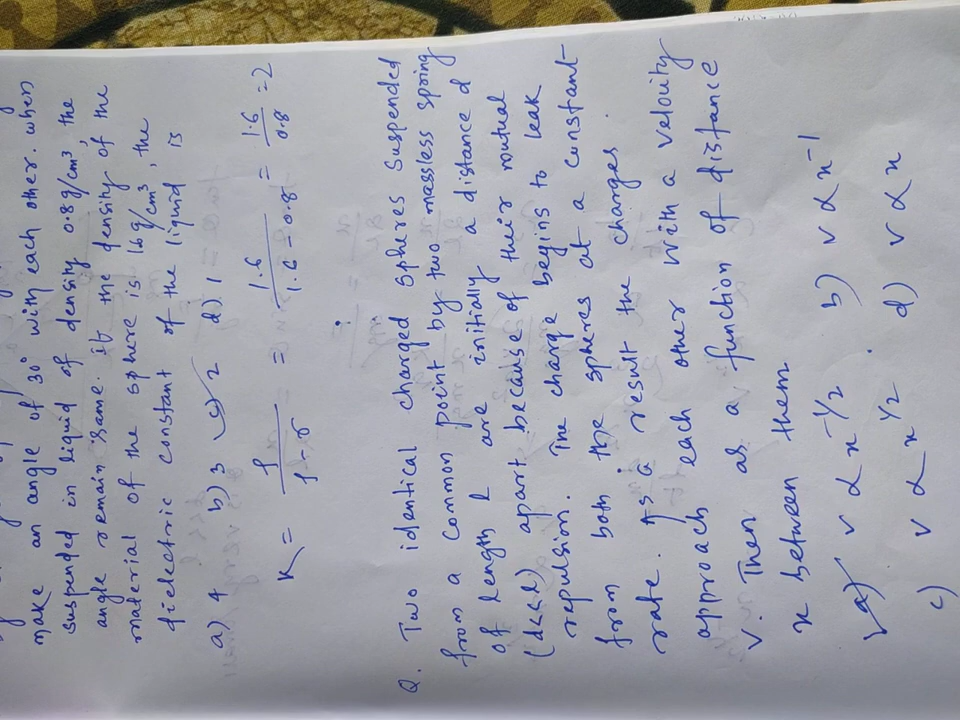 make an angle of 30° with each other. when
suspended in liquid of density 0.8 g/cm³, the
angle remain same. if the density of the
material of the sphere is 16 g/cm³, the
dielectric constant of the liquid is
a) 4 b) 3 c) 2 d) 1
K = ρ/ρ-σ = 1.6/1.6-0.8 = 1.6/0.8 = 2
Q. Two identical charged spheres suspended
from a common point by two massless spring
of length l are initially a distance d
(d<<l) apart because of their mutual
repulsion. The charge begins to leak
from both the spheres at a constant
rate. As a result the charges
approach each other with a velocity
v. Then as a function of distance
x between them
a) v ∝ x⁻¹/² b) v ∝ x⁻¹
c) v ∝ x¹/² d) v ∝ x